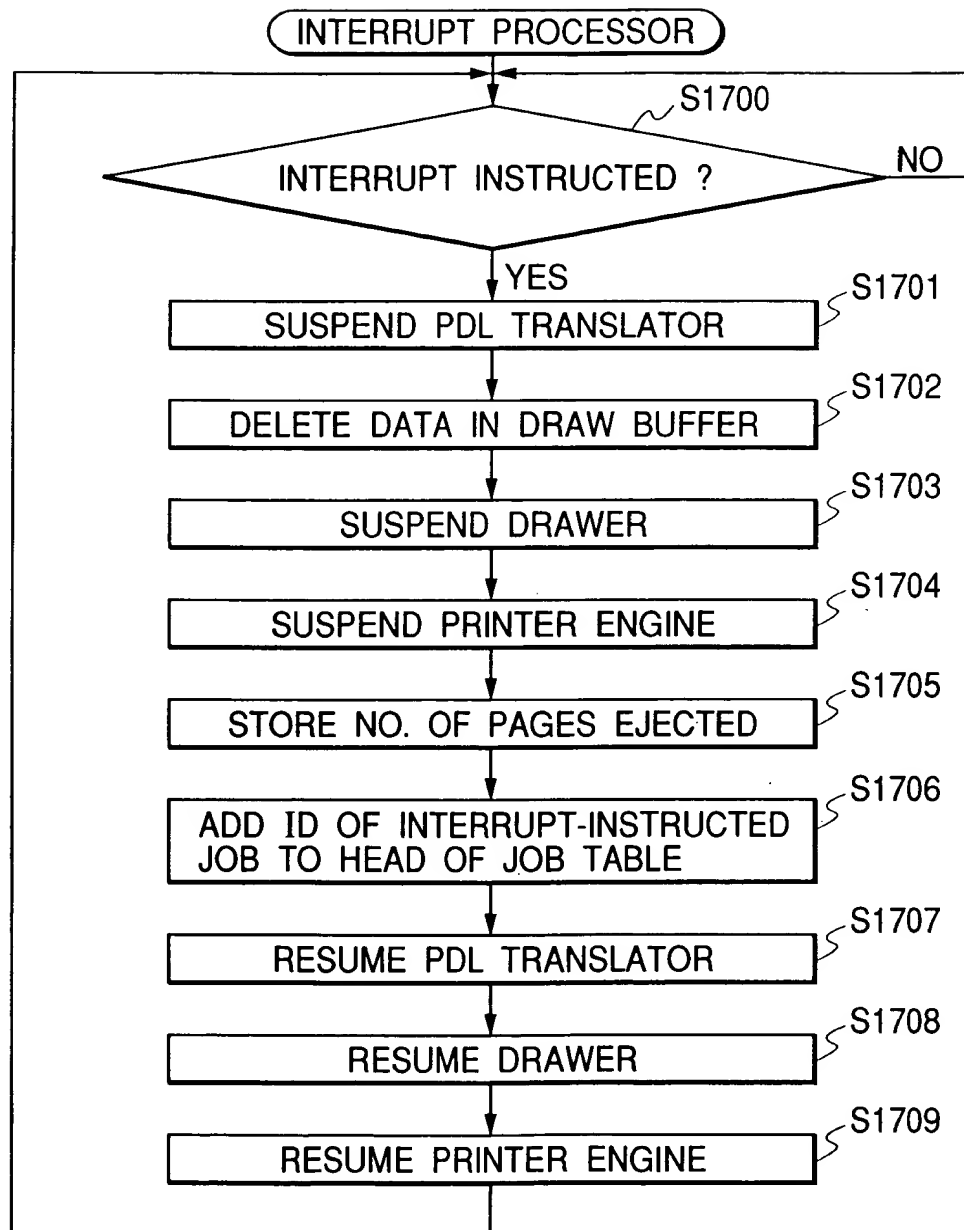 INTERRUPT PROCESSOR
S1700
INTERRUPT INSTRUCTED ?
NO
YES
S1701
SUSPEND PDL TRANSLATOR
S1702
DELETE DATA IN DRAW BUFFER
S1703
SUSPEND DRAWER
S1704
SUSPEND PRINTER ENGINE
S1705
STORE NO. OF PAGES EJECTED
S1706
ADD ID OF INTERRUPT-INSTRUCTED
JOB TO HEAD OF JOB TABLE
S1707
RESUME PDL TRANSLATOR
S1708
RESUME DRAWER
S1709
RESUME PRINTER ENGINE